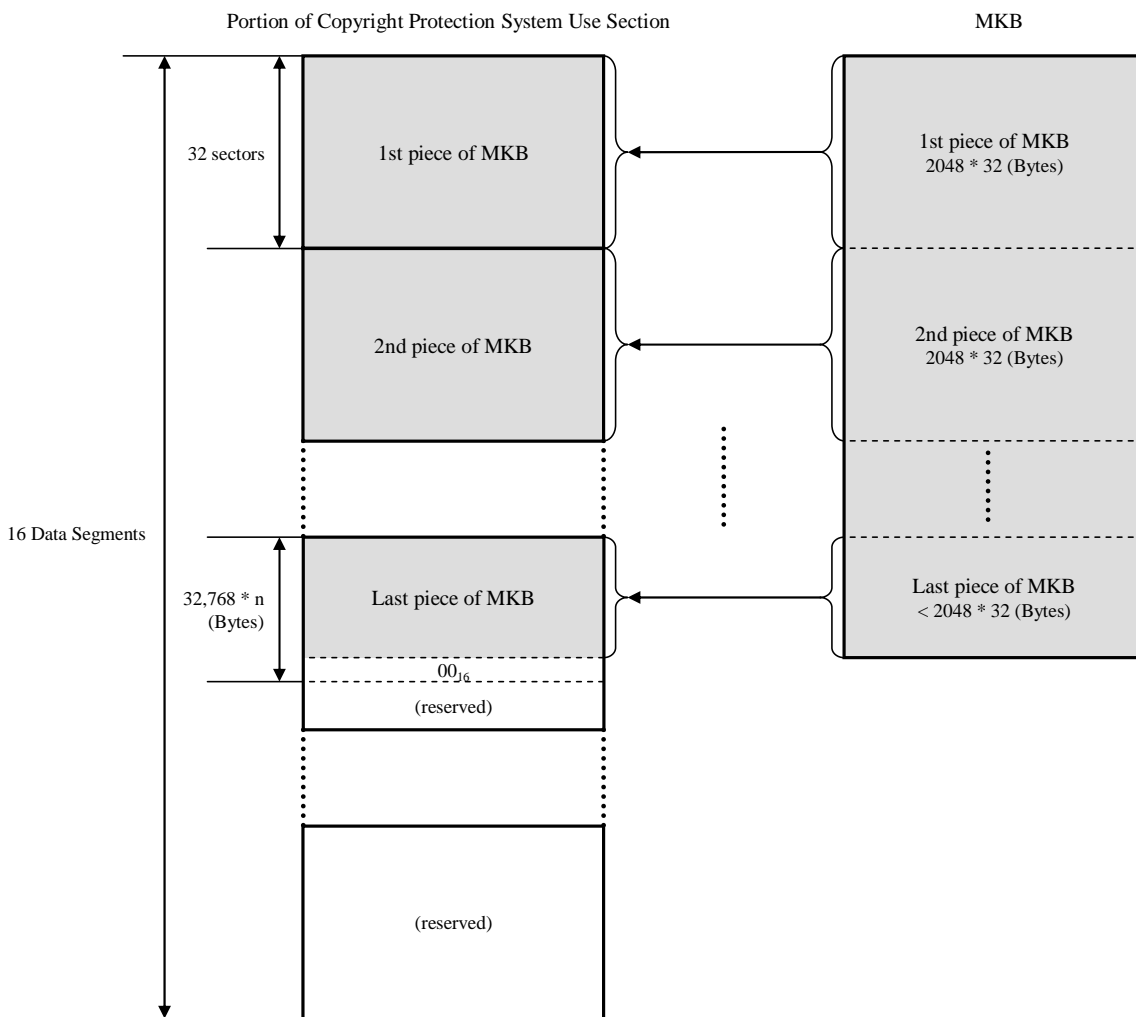 Portion of Copyright Protection System Use Section
MKB
32 sectors
1st piece of MKB
1st piece of MKB
2048 * 32 (Bytes)
2nd piece of MKB
2nd piece of MKB
2048 * 32 (Bytes)
16 Data Segments
32,768 * n
(Bytes)
Last piece of MKB
Last piece of MKB
< 2048 * 32 (Bytes)
00₁₆
(reserved)
(reserved)